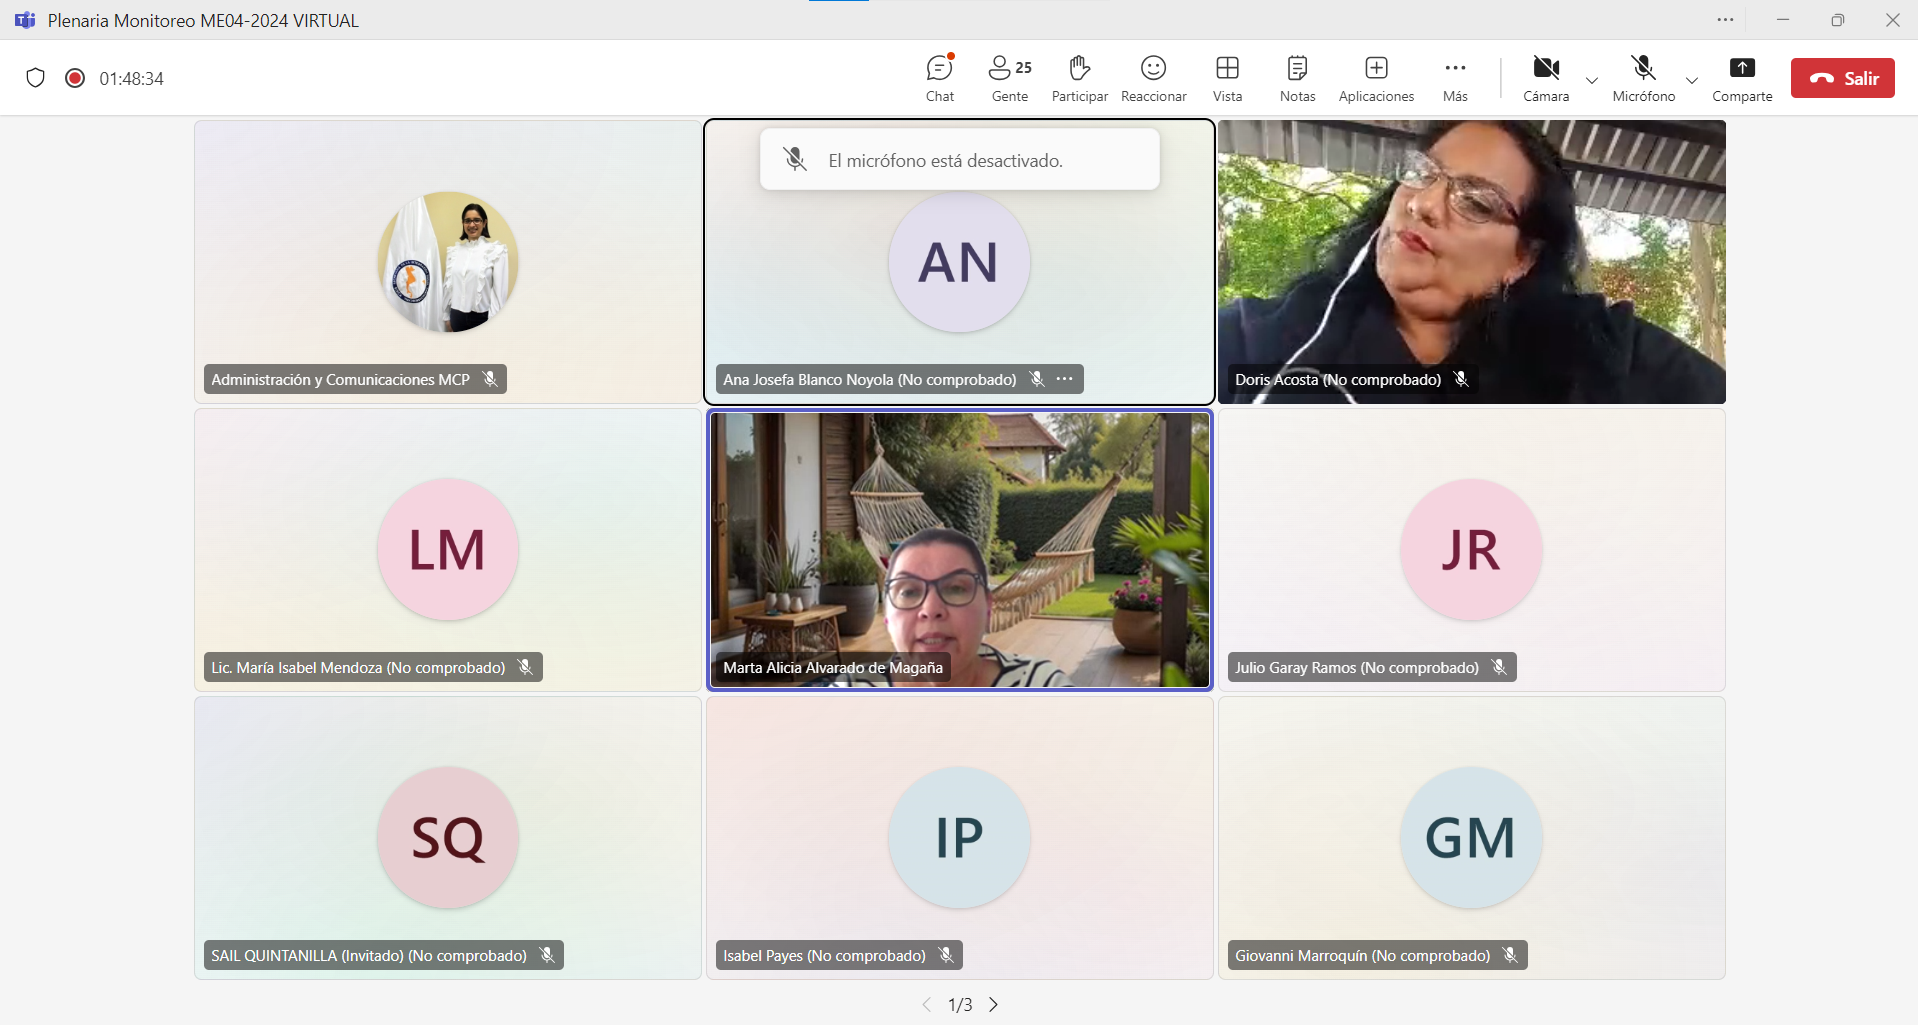 Plenaria Monitoreo ME04-2024 VIRTUAL
01:48:34
Chat
25
Gente
Participar
Reaccionar
Vista
Notas
Aplicaciones
Más
Cámara
Micrófono
Comparte
Salir
El micrófono está desactivado.
AN
Administración y Comunicaciones MCP
Ana Josefa Blanco Noyola (No comprobado)
Doris Acosta (No comprobado)
LM
JR
Lic. María Isabel Mendoza (No comprobado)
Marta Alicia Alvarado de Magaña
Julio Garay Ramos (No comprobado)
SQ
IP
GM
SAIL QUINTANILLA (Invitado) (No comprobado)
Isabel Payes (No comprobado)
Giovanni Marroquín (No comprobado)
1/3